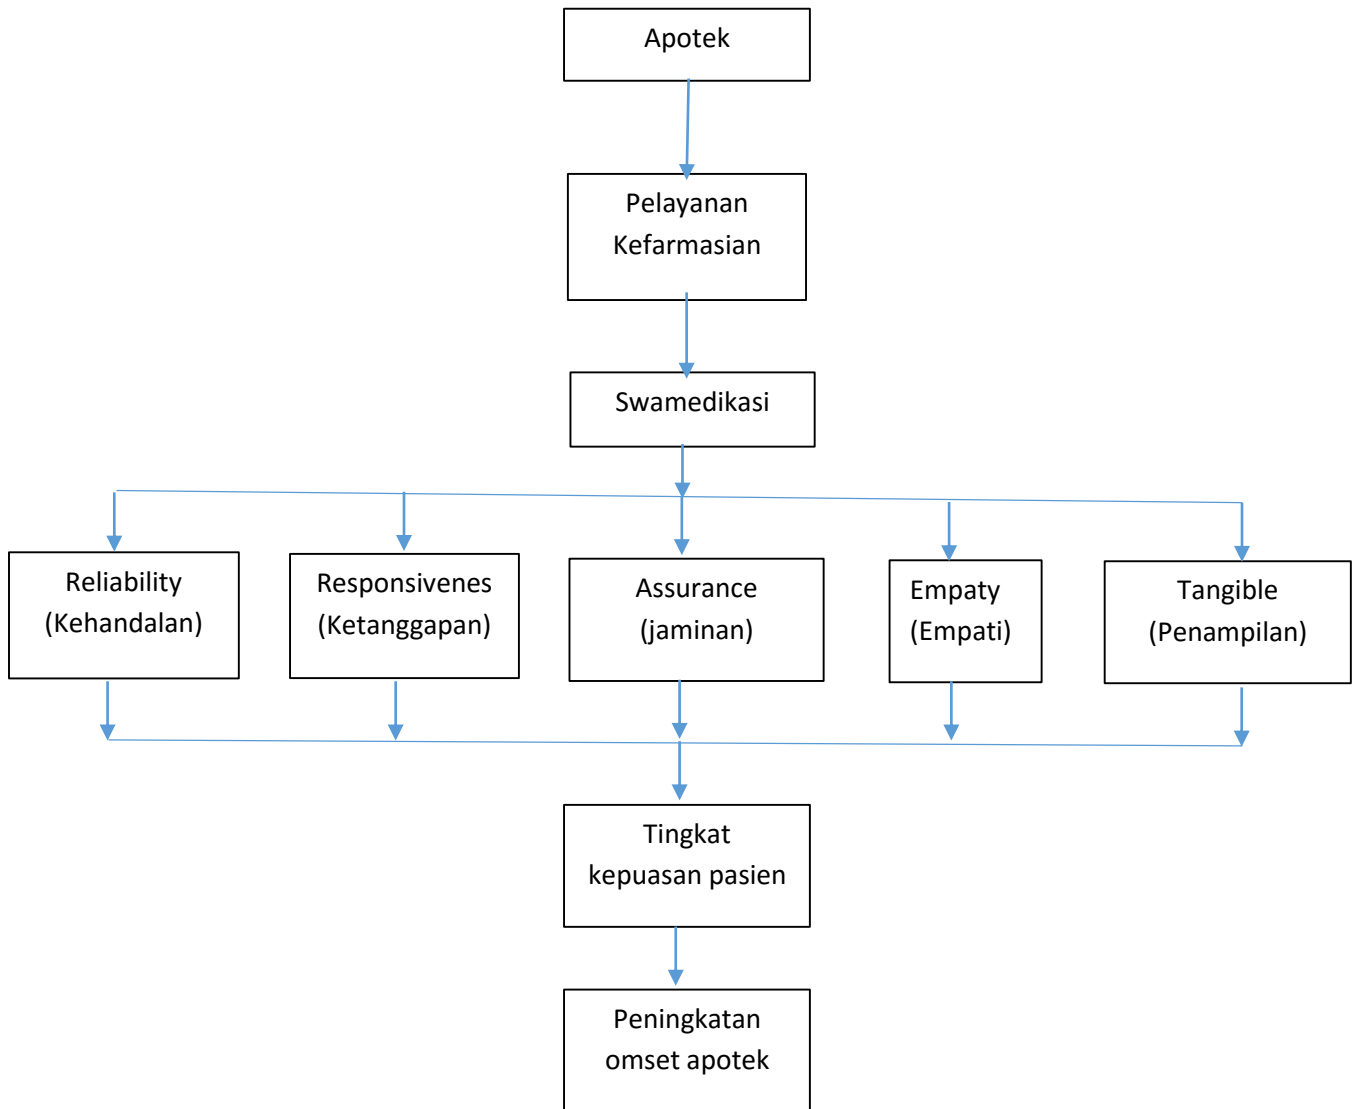 Apotek
Pelayanan
Kefarmasian
Swamedikasi
Reliability
(Kehandalan)
Responsivenes
(Ketanggapan)
Assurance
(jaminan)
Empaty
(Empati)
Tangible
(Penampilan)
Tingkat
kepuasan pasien
Peningkatan
omset apotek